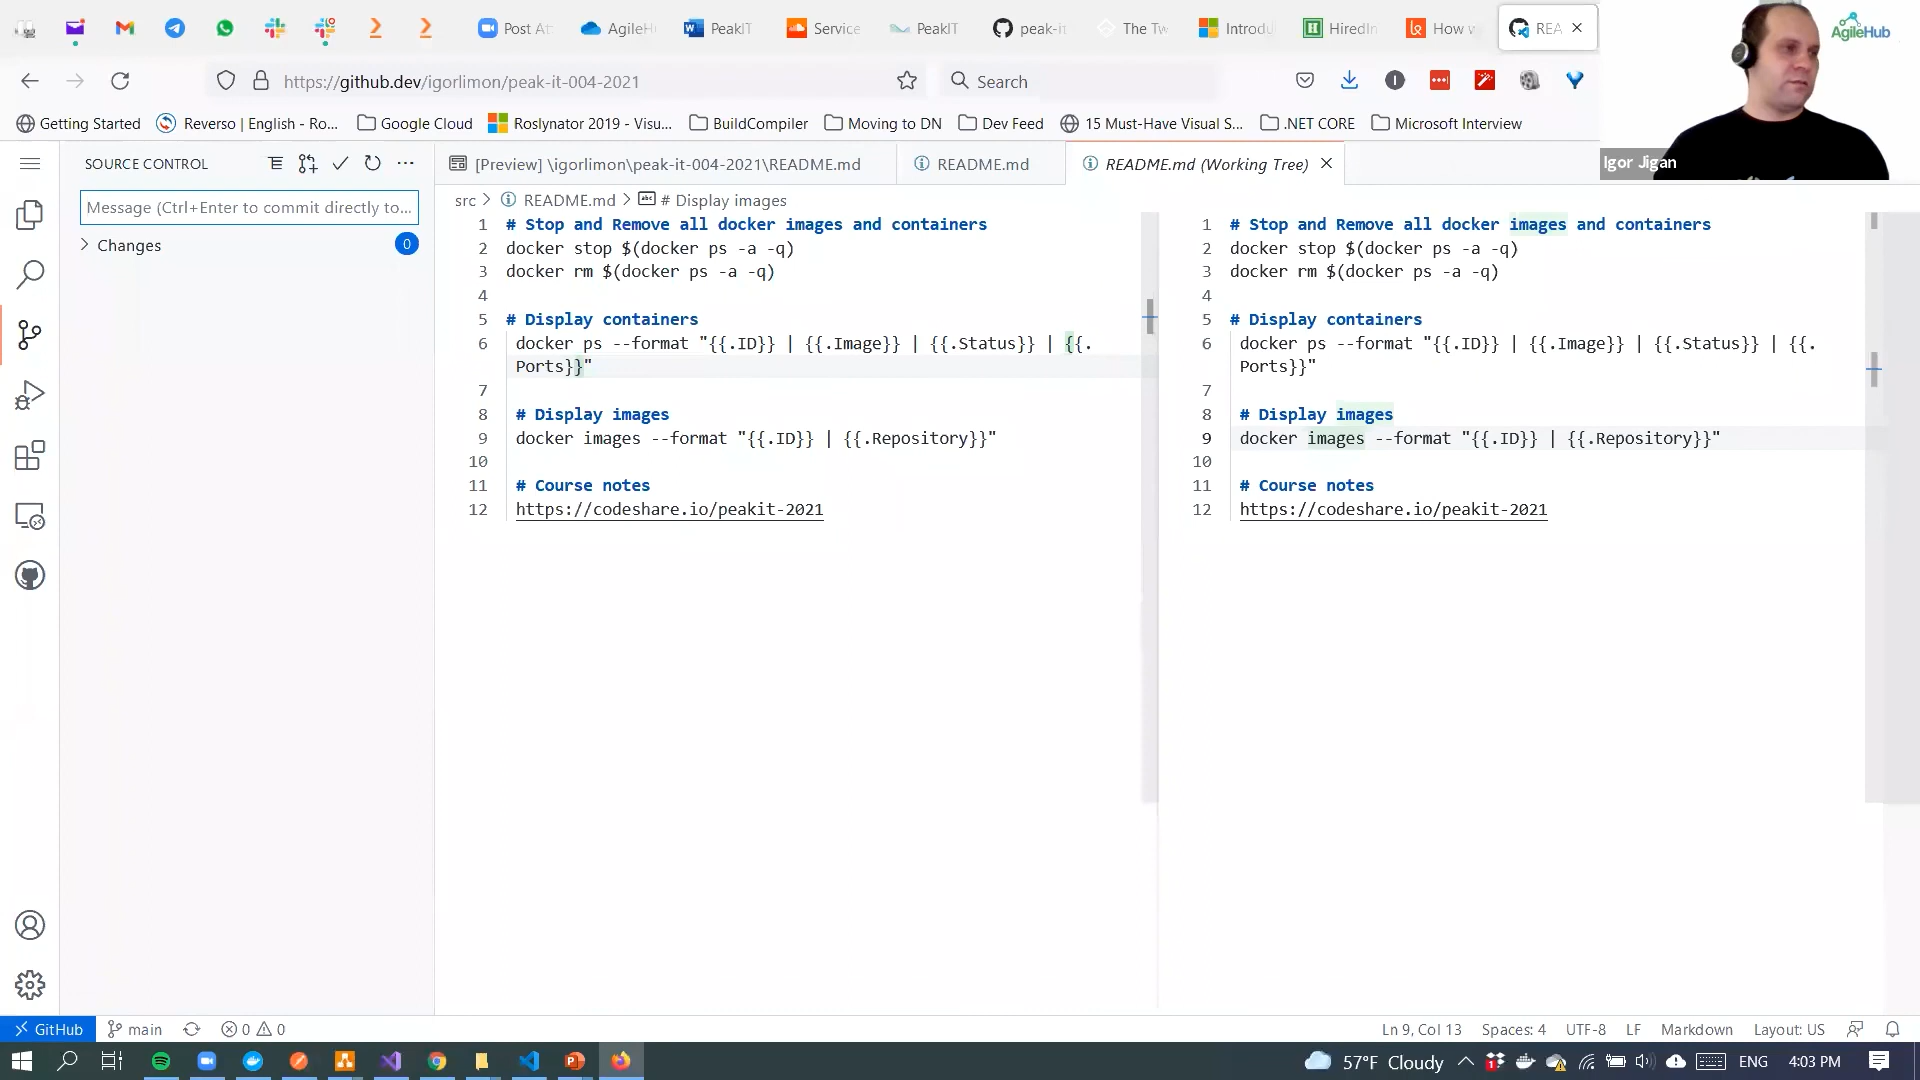 Post At
AgileH
PeakIT
Service
PeakIT
peak-it
The Tw
Introdu
HiredIn
How w
REA
AgileHub
https://github.dev/igorlimon/peak-it-004-2021
Search
Getting Started
Reverso | English - Ro...
Google Cloud
Roslynator 2019 - Visu...
BuildCompiler
Moving to DN
Dev Feed
15 Must-Have Visual S...
.NET CORE
Microsoft Interview
Igor Jigan
SOURCE CONTROL
[Preview] \igorlimon\peak-it-004-2021\README.md
README.md
README.md (Working Tree)
Message (Ctrl+Enter to commit directly to...
Changes
0
src > README.md > # Display images
1 # Stop and Remove all docker images and containers
2 docker stop $(docker ps -a -q)
3 docker rm $(docker ps -a -q)
4
5 # Display containers
6 docker ps --format "{{.ID}} | {{.Image}} | {{.Status}} | {{.
Ports}}"
7
8 # Display images
9 docker images --format "{{.ID}} | {{.Repository}}"
10
11 # Course notes
12 https://codeshare.io/peakit-2021
1 # Stop and Remove all docker images and containers
2 docker stop $(docker ps -a -q)
3 docker rm $(docker ps -a -q)
4
5 # Display containers
6 docker ps --format "{{.ID}} | {{.Image}} | {{.Status}} | {{.
Ports}}"
7
8 # Display images
9 docker images --format "{{.ID}} | {{.Repository}}"
10
11 # Course notes
12 https://codeshare.io/peakit-2021
GitHub
main
0
0
Ln 9, Col 13
Spaces: 4
UTF-8
LF
Markdown
Layout: US
57°F Cloudy
ENG
4:03 PM